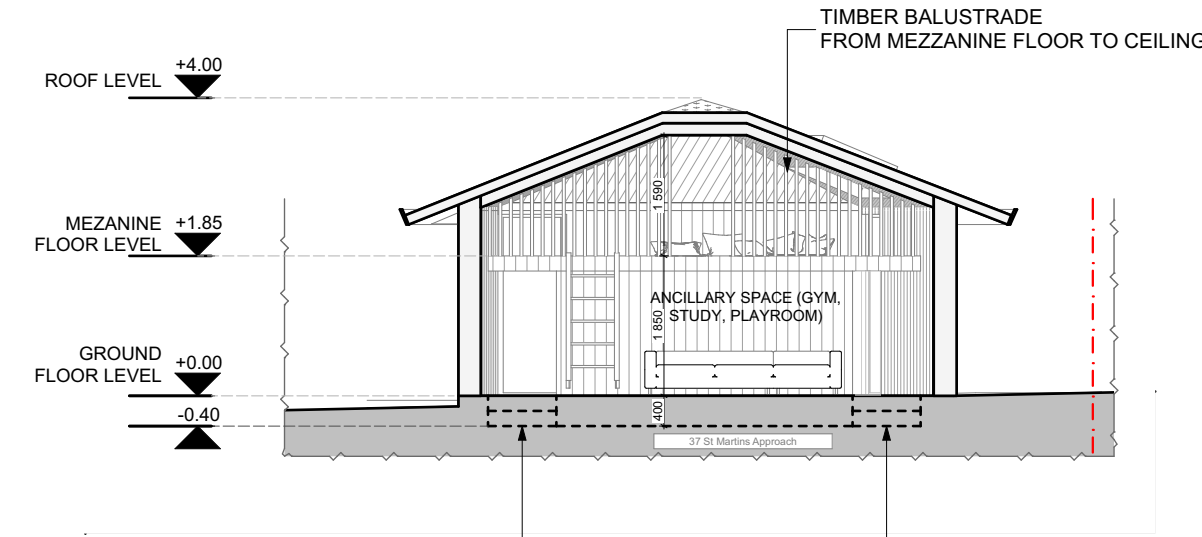 TIMBER BALUSTRADE
FROM MEZZANINE FLOOR TO CEILING
ROOF LEVEL +4.00
1 590
MEZANINE +1.85
FLOOR LEVEL
ANCILLARY SPACE (GYM,
STUDY, PLAYROOM)
1 850
GROUND +0.00
FLOOR LEVEL
-0.40
400
37 St Martins Approach